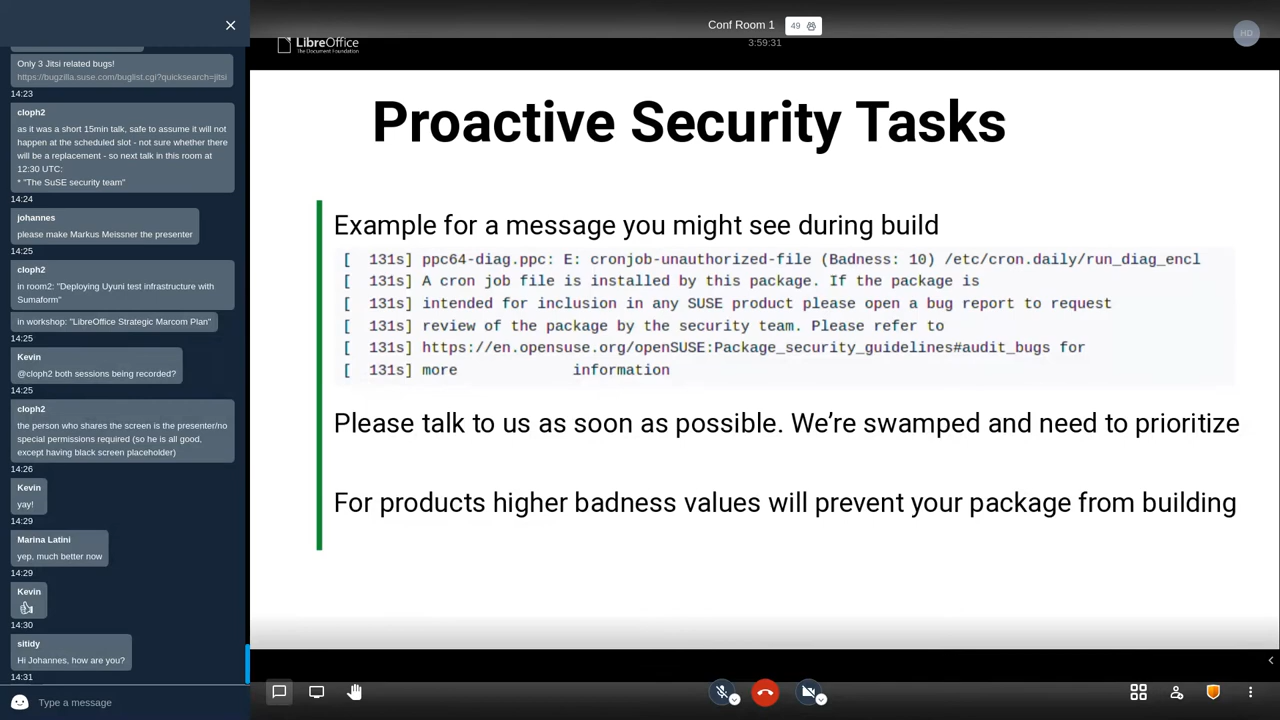 Only 3 Jitsi related bugs!
https://bugzilla.suse.com/buglist.cgi?quicksearch=jitsi
14:23
cloph2
as it was a short 15min talk, safe to assume it will not
happen at the scheduled slot - not sure whether there
will be a replacement - so next talk in this room at
12:30 UTC:
* "The SuSE security team"
14:24
johannes
please make Markus Meissner the presenter
14:25
cloph2
in room2: "Deploying Uyuni test infrastructure with
Sumaform"
in workshop: "LibreOffice Strategic Marcom Plan"
14:25
Kevin
@cloph2 both sessions being recorded?
14:25
cloph2
the person who shares the screen is the presenter/no
special permissions required (so he is all good,
except having black screen placeholder)
14:26
Kevin
yay!
14:29
Marina Latini
yep, much better now
14:29
Kevin
14:30
sitidy
Hi Johannes, how are you?
14:31
Type a message
Conf Room 1
49
3:59:31
HD
LibreOffice
The Document Foundation
Proactive Security Tasks
Example for a message you might see during build
[ 131s] ppc64-diag.ppc: E: cronjob-unauthorized-file (Badness: 10) /etc/cron.daily/run_diag_encl
[ 131s] A cron job file is installed by this package. If the package is
[ 131s] intended for inclusion in any SUSE product please open a bug report to request
[ 131s] review of the package by the security team. Please refer to
[ 131s] https://en.opensuse.org/openSUSE:Package_security_guidelines#audit_bugs for
[ 131s] more information
Please talk to us as soon as possible. We’re swamped and need to prioritize
For products higher badness values will prevent your package from building